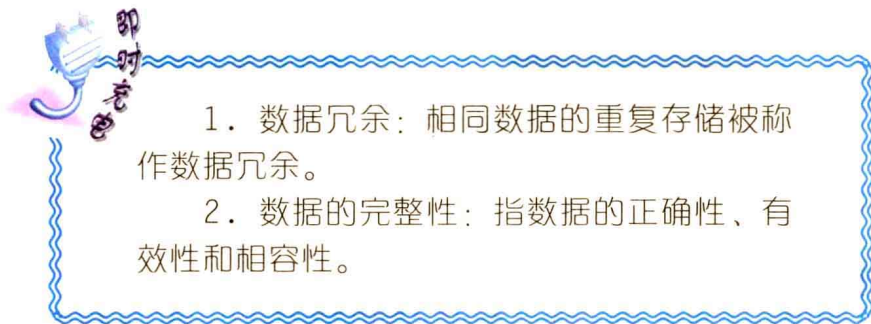 即时充电
1. 数据冗余：相同数据的重复存储被称
作数据冗余。
2. 数据的完整性：指数据的正确性、有
效性和相容性。